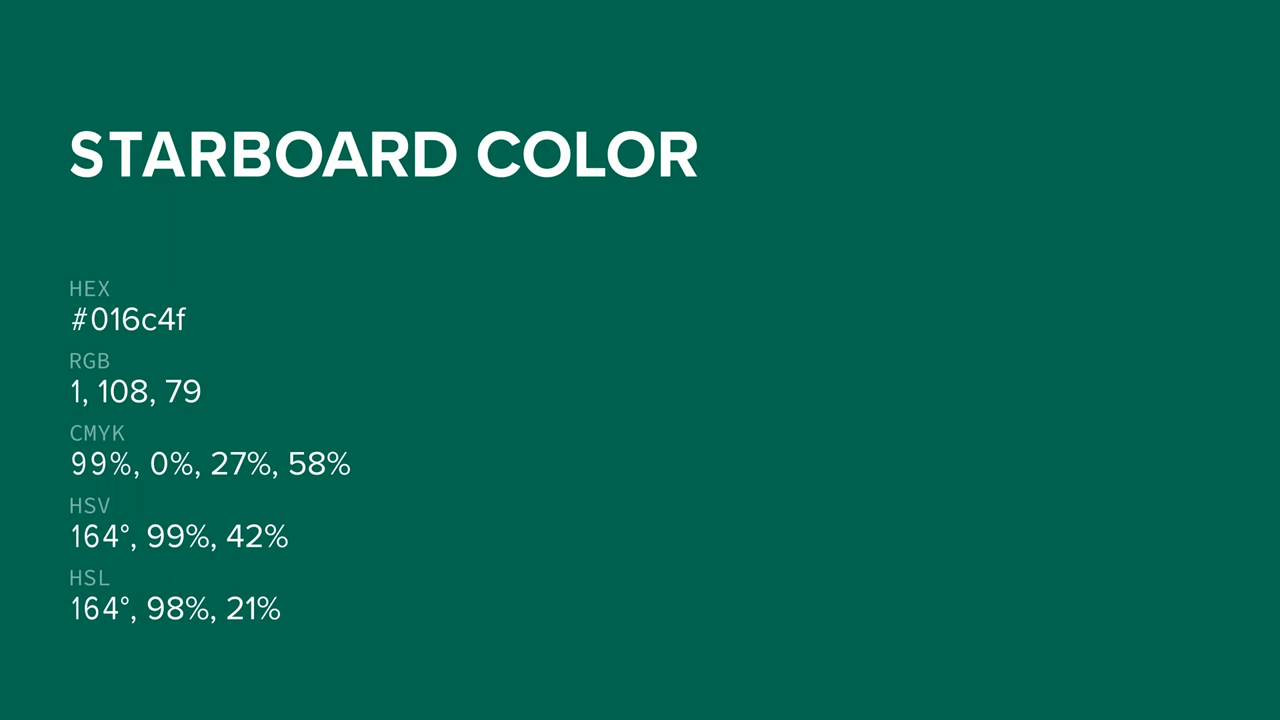 STARBOARD COLOR
HEX
#016c4f
RGB
1, 108, 79
CMYK
99%, 0%, 27%, 58%
HSV
164°, 99%, 42%
HSL
164°, 98%, 21%